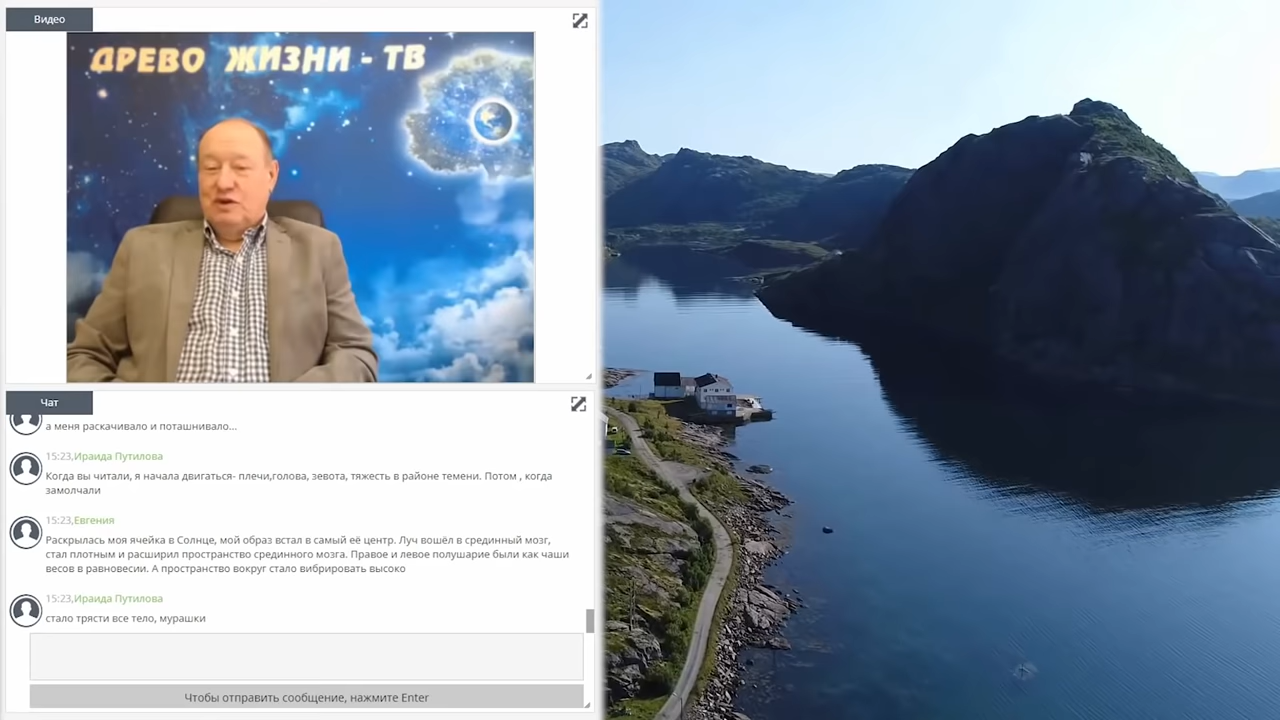 Видео
ДРЕВО ЖИЗНИ - ТВ
Чат
а меня раскачивало и поташнивало...
15:23,Ираида Путилова
Когда вы читали, я начала двигаться- плечи,голова, зевота, тяжесть в районе темени. Потом , когда
замолчали
15:23,Евгения
Раскрылась моя ячейка в Солнце, мой образ встал в самый её центр. Луч вошёл в срединный мозг,
стал плотным и расширил пространство срединного мозга. Правое и левое полушарие были как чаши
весов в равновесии. А пространство вокруг стало вибрировать высоко
15:23,Ираида Путилова
стало трясти все тело, мурашки
Чтобы отправить сообщение, нажмите Enter